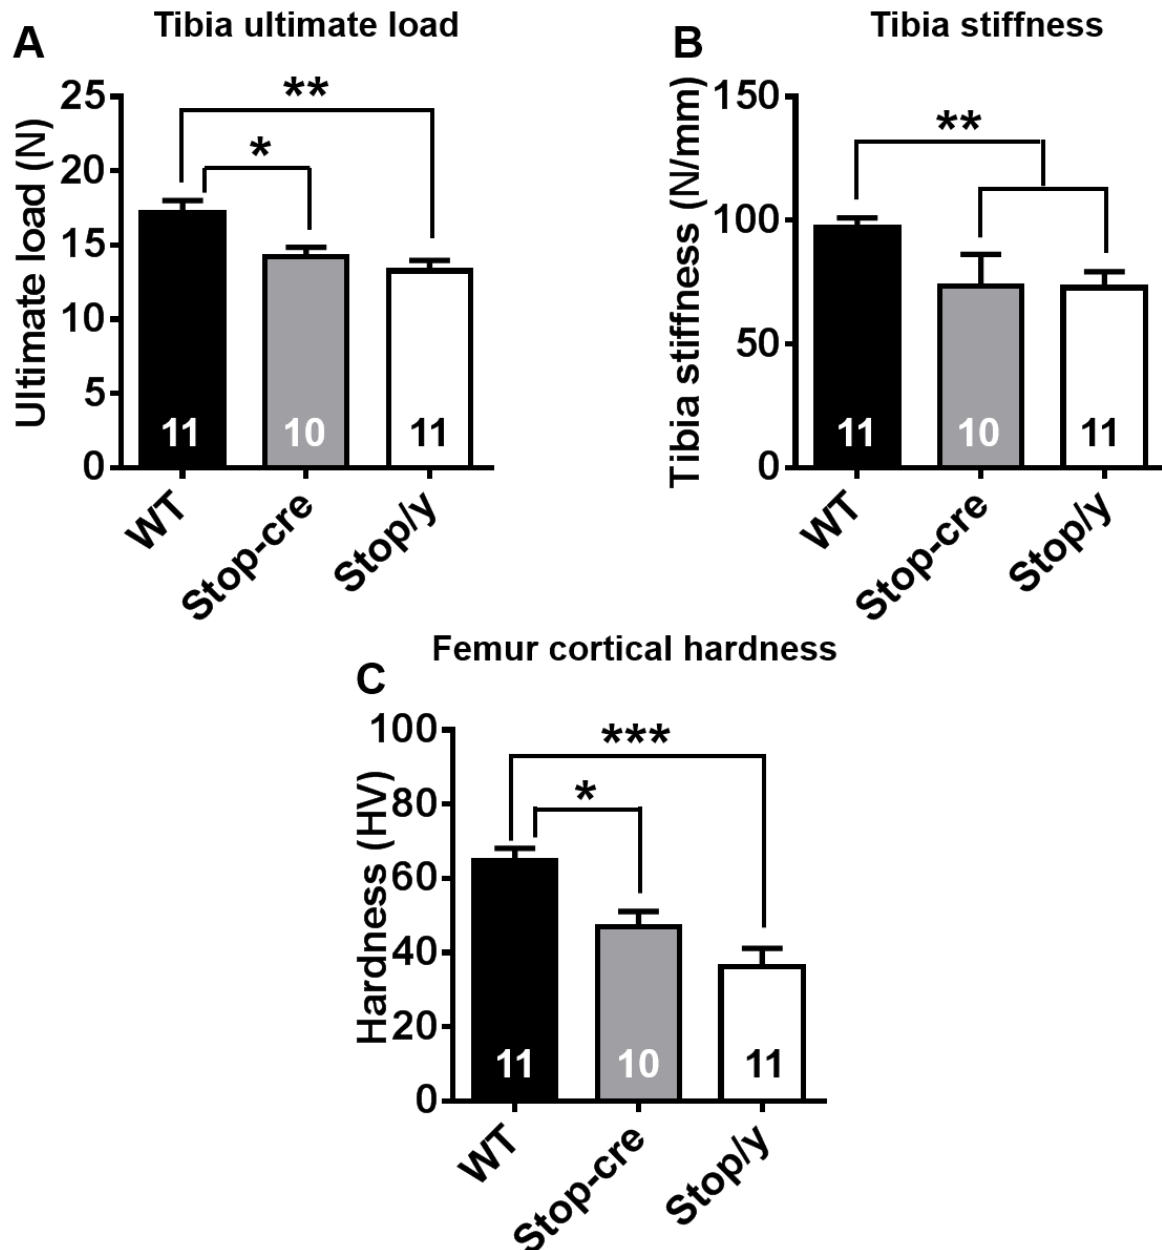 A
Tibia ultimate load
Ultimate load (N)
25
20
15
10
5
0
**
*
11
10
11
WT
Stop-cre
Stop/y
B
Tibia stiffness
Tibia stiffness (N/mm)
150
100
50
0
**
11
10
11
WT
Stop-cre
Stop/y
C
Femur cortical hardness
Hardness (HV)
100
80
60
40
20
0
***
*
11
10
11
WT
Stop-cre
Stop/y